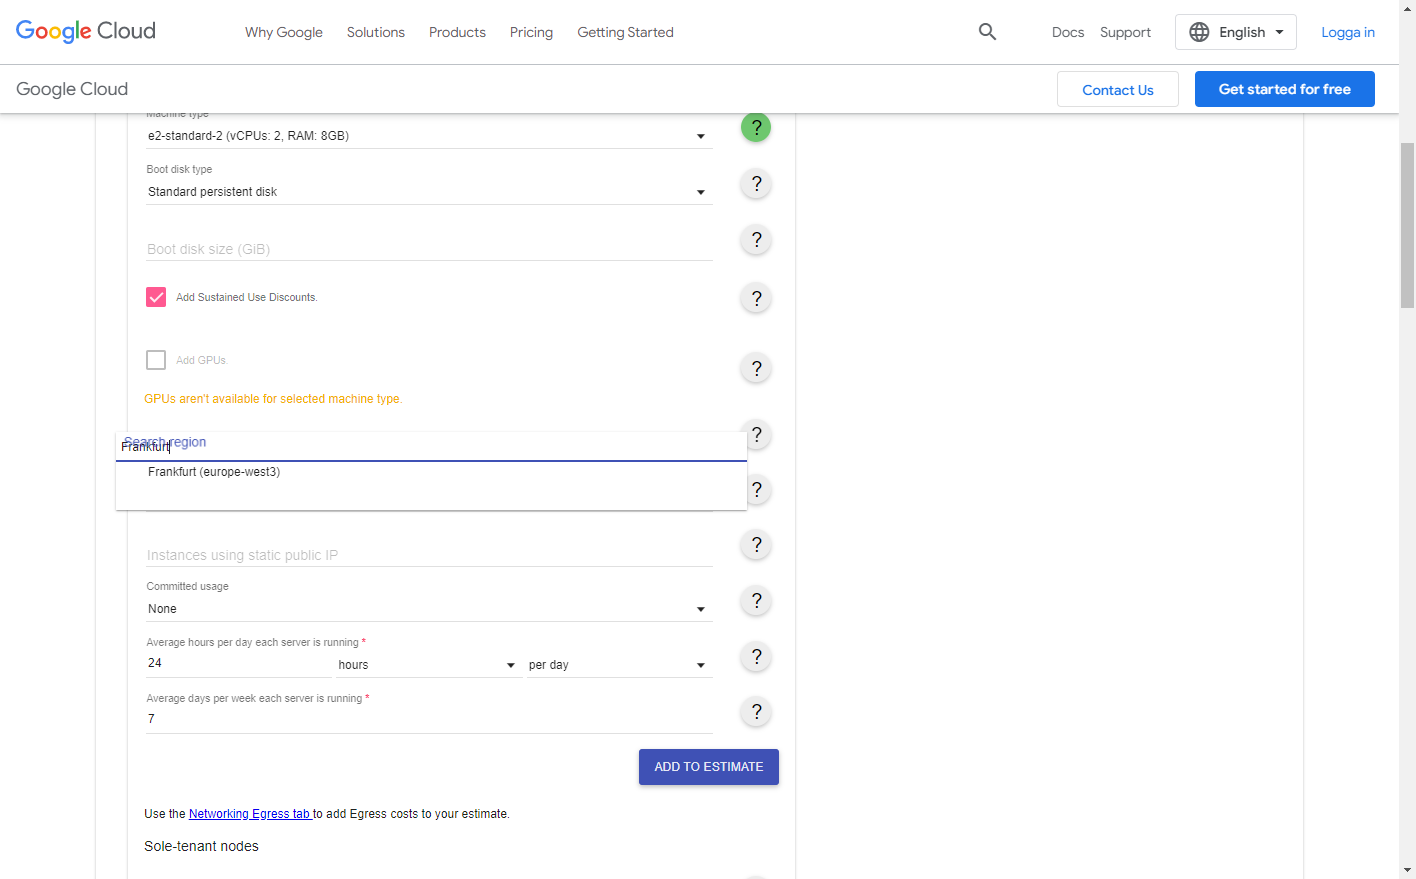 Google Cloud
Why Google
Solutions
Products
Pricing
Getting Started
Docs
Support
English
Logga in
Google Cloud
Contact Us
Get started for free
Machine type
e2-standard-2 (vCPUs: 2, RAM: 8GB)
?
Boot disk type
Standard persistent disk
?
Boot disk size (GiB)
?
Add Sustained Use Discounts.
?
Add GPUs.
?
GPUs aren't available for selected machine type.
?
Search region
Frankfurt
Frankfurt (europe-west3)
?
Instances using static public IP
?
Committed usage
None
?
Average hours per day each server is running *
24
hours
per day
?
Average days per week each server is running *
7
?
ADD TO ESTIMATE
Use the Networking Egress tab to add Egress costs to your estimate.
Sole-tenant nodes